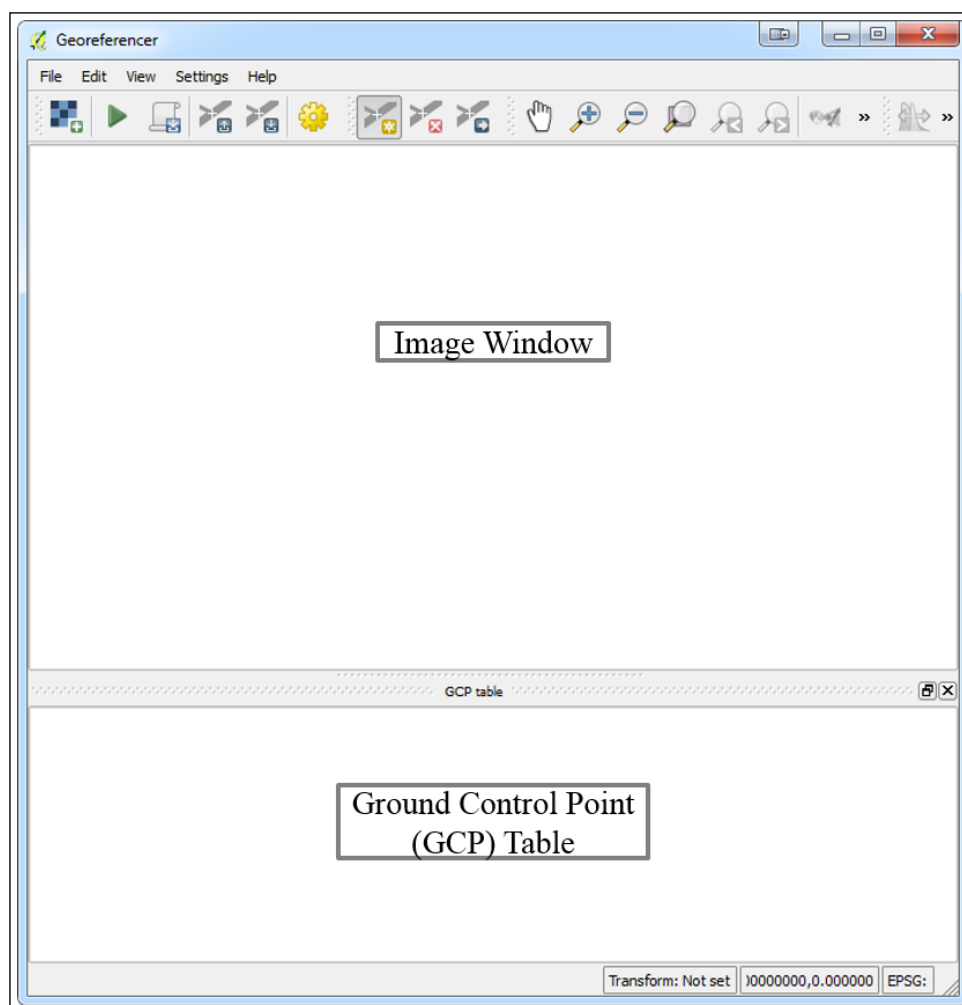 Georeferencer
File Edit View Settings Help
» »
Image Window
GCP table
Ground Control Point
(GCP) Table
Transform: Not set )0000000,0.000000 EPSG: